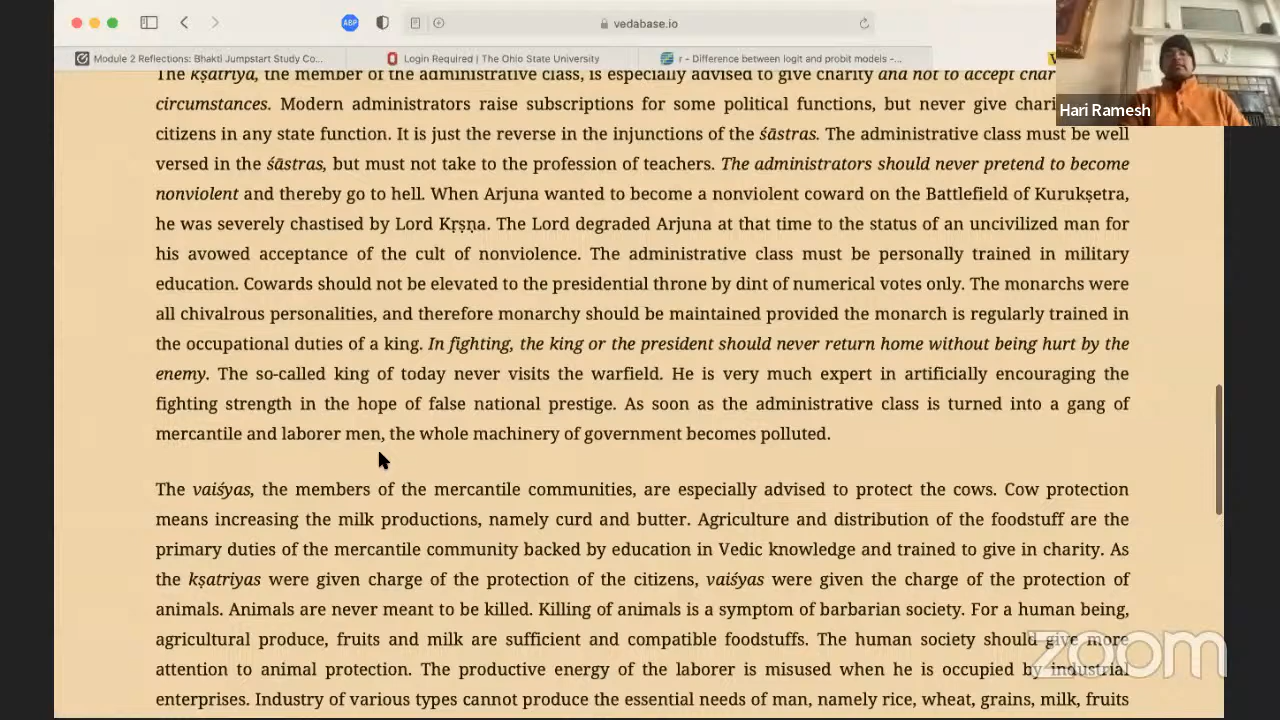 vedabase.io
ABP
Module 2 Reflections: Bhakti Jumpstart Study Co...
Login Required | The Ohio State University
r - Difference between logit and probit models -...
Hari Ramesh
The kṣatriya, the member of the administrative class, is especially advised to give charity and not to accept char
circumstances. Modern administrators raise subscriptions for some political functions, but never give chari
citizens in any state function. It is just the reverse in the injunctions of the śāstras. The administrative class must be well
versed in the śāstras, but must not take to the profession of teachers. The administrators should never pretend to become
nonviolent and thereby go to hell. When Arjuna wanted to become a nonviolent coward on the Battlefield of Kurukṣetra,
he was severely chastised by Lord Kṛṣṇa. The Lord degraded Arjuna at that time to the status of an uncivilized man for
his avowed acceptance of the cult of nonviolence. The administrative class must be personally trained in military
education. Cowards should not be elevated to the presidential throne by dint of numerical votes only. The monarchs were
all chivalrous personalities, and therefore monarchy should be maintained provided the monarch is regularly trained in
the occupational duties of a king. In fighting, the king or the president should never return home without being hurt by the
enemy. The so-called king of today never visits the warfield. He is very much expert in artificially encouraging the
fighting strength in the hope of false national prestige. As soon as the administrative class is turned into a gang of
mercantile and laborer men, the whole machinery of government becomes polluted.
The vaiśyas, the members of the mercantile communities, are especially advised to protect the cows. Cow protection
means increasing the milk productions, namely curd and butter. Agriculture and distribution of the foodstuff are the
primary duties of the mercantile community backed by education in Vedic knowledge and trained to give in charity. As
the kṣatriyas were given charge of the protection of the citizens, vaiśyas were given the charge of the protection of
animals. Animals are never meant to be killed. Killing of animals is a symptom of barbarian society. For a human being,
agricultural produce, fruits and milk are sufficient and compatible foodstuffs. The human society should give more
attention to animal protection. The productive energy of the laborer is misused when he is occupied by industrial
enterprises. Industry of various types cannot produce the essential needs of man, namely rice, wheat, grains, milk, fruits
zoom